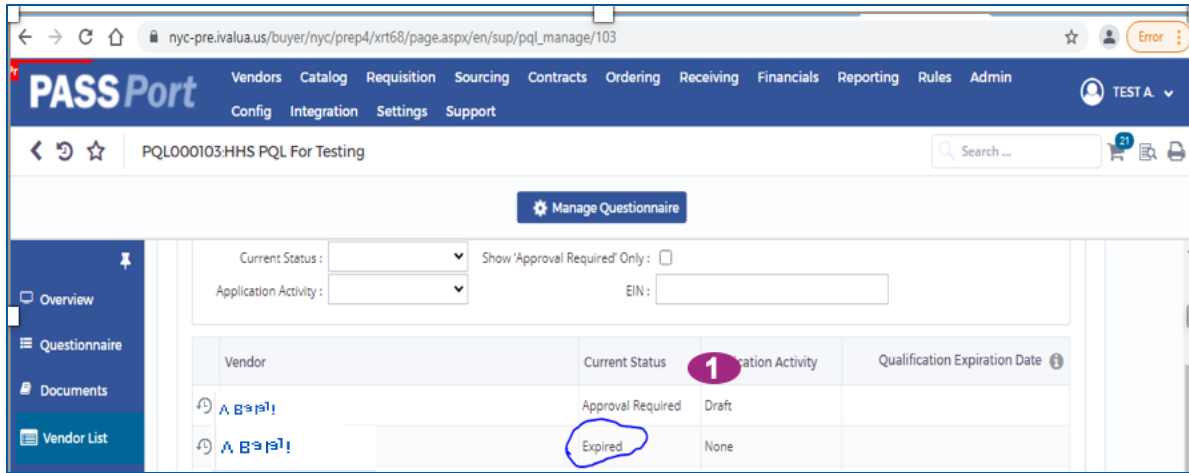 nyc-pre.ivalua.us/buyer/nyc/prep4/xrt68/page.aspx/en/sup/pql_manage/103 Error
PASSPort Vendors Catalog Requisition Sourcing Contracts Ordering Receiving Financials Reporting Rules Admin TEST A.
Config Integration Settings Support
PQL000103:HHS PQL For Testing Search ... 21
Manage Questionnaire
Current Status : Show 'Approval Required' Only :
Application Activity : EIN :
Overview
Questionnaire
Documents
Vendor List
Vendor Current Status 1 Activity Qualification Expiration Date
Approval Required Draft
Expired None